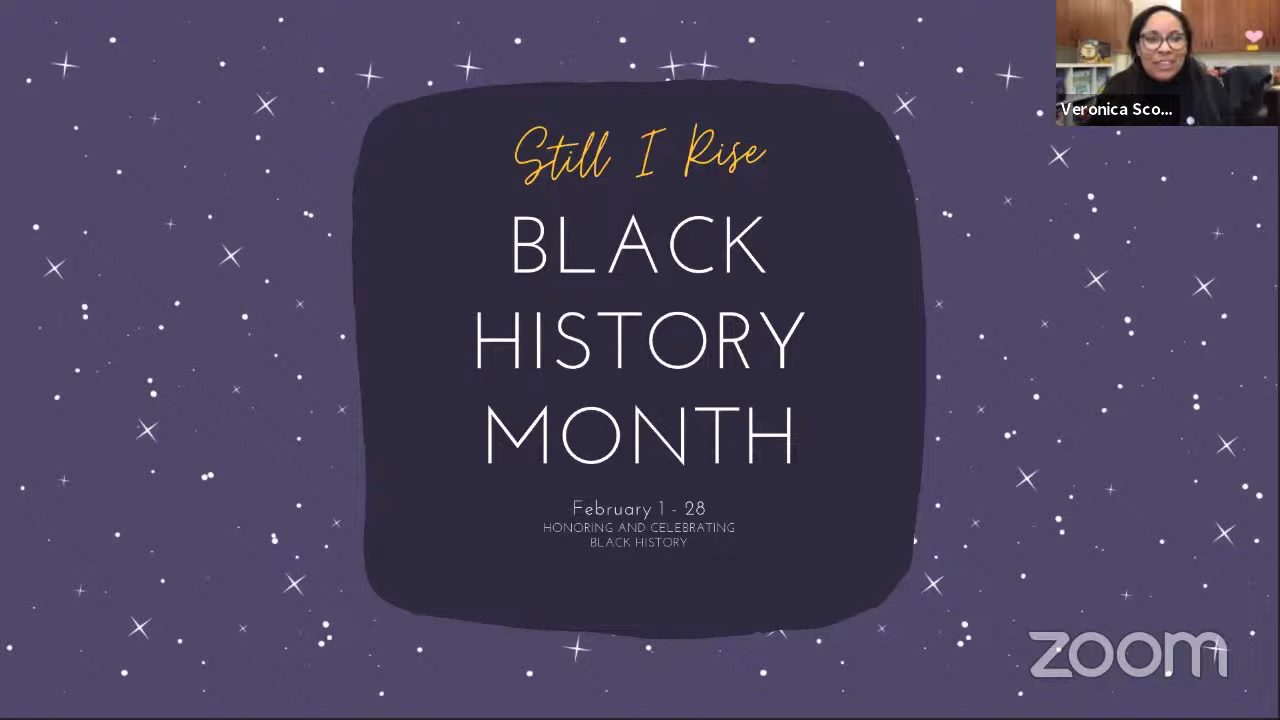 Still I Rise
BLACK
HISTORY
MONTH
February 1 - 28
HONORING AND CELEBRATING
BLACK HISTORY
Veronica Sco...
zoom